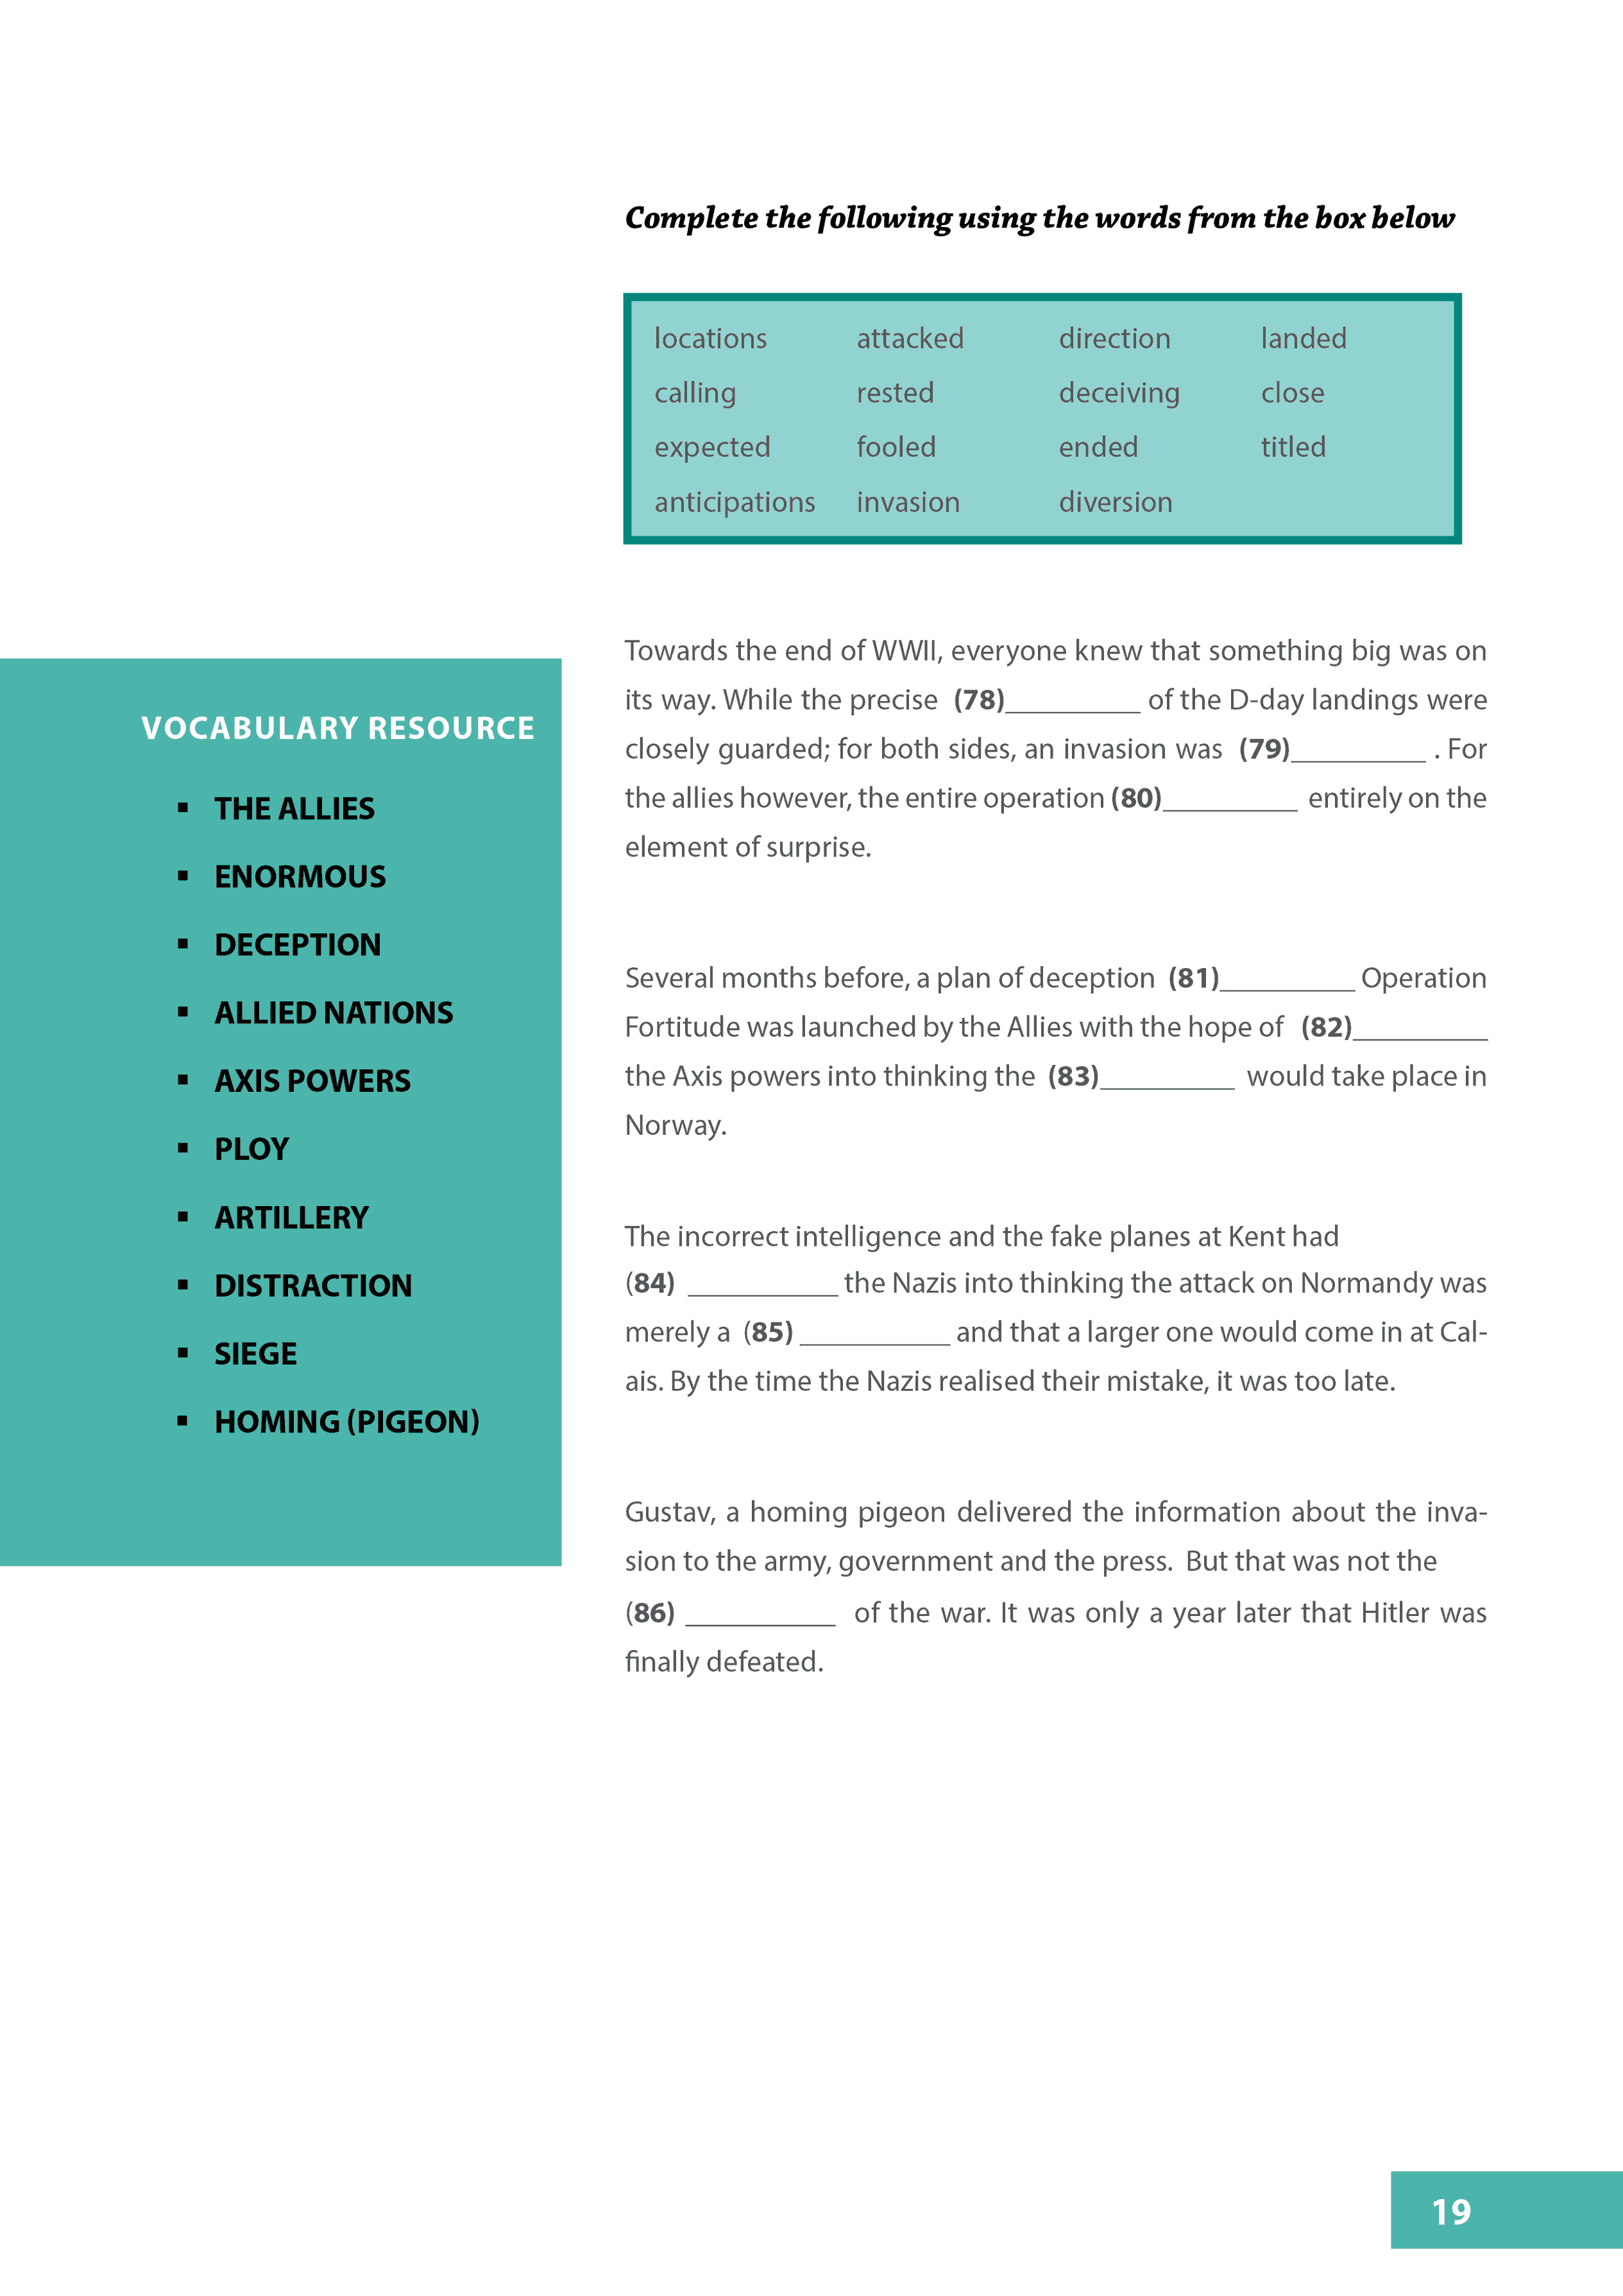 Complete the following using the words from the box below
locations attacked direction landed
calling rested deceiving close
expected fooled ended titled
anticipations invasion diversion
Towards the end of WWII, everyone knew that something big was on
its way. While the precise (78)_________ of the D-day landings were
closely guarded; for both sides, an invasion was (79)_________ . For
the allies however, the entire operation (80)_________ entirely on the
element of surprise.
Several months before, a plan of deception (81)_________ Operation
Fortitude was launched by the Allies with the hope of (82)_________
the Axis powers into thinking the (83)_________ would take place in
Norway.
The incorrect intelligence and the fake planes at Kent had
(84) __________ the Nazis into thinking the attack on Normandy was
merely a (85) __________ and that a larger one would come in at Cal-
ais. By the time the Nazis realised their mistake, it was too late.
Gustav, a homing pigeon delivered the information about the inva-
sion to the army, government and the press. But that was not the
(86) __________ of the war. It was only a year later that Hitler was
finally defeated.
VOCABULARY RESOURCE
▪ THE ALLIES
▪ ENORMOUS
▪ DECEPTION
▪ ALLIED NATIONS
▪ AXIS POWERS
▪ PLOY
▪ ARTILLERY
▪ DISTRACTION
▪ SIEGE
▪ HOMING (PIGEON)
19